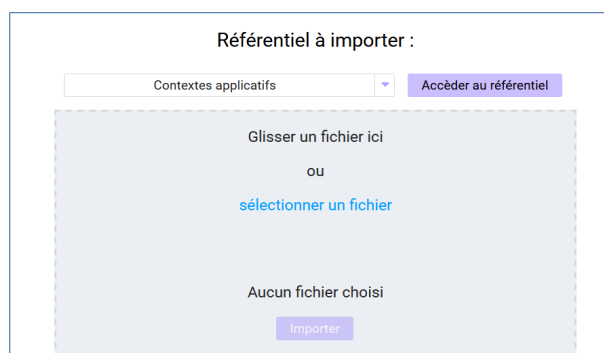 Référentiel à importer :
Contextes applicatifs
Accèder au référentiel
Glisser un fichier ici
ou
sélectionner un fichier
Aucun fichier choisi
Importer